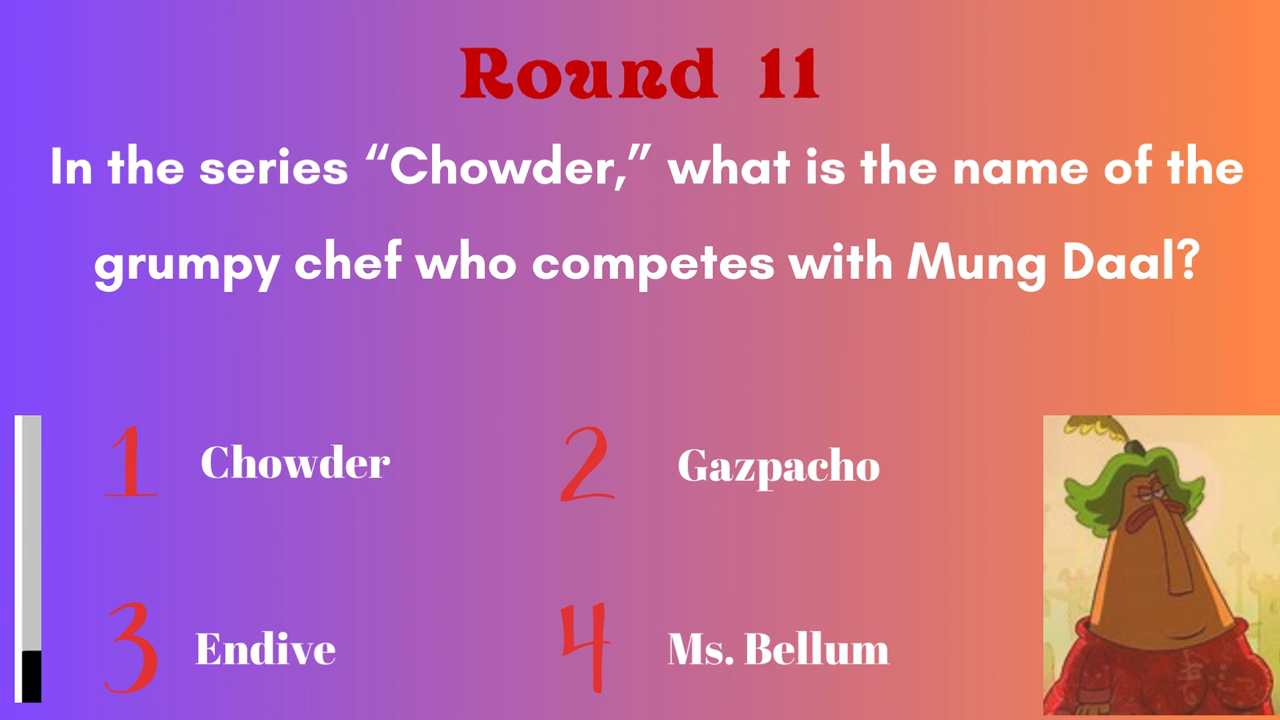 Round 11
In the series “Chowder,” what is the name of the
grumpy chef who competes with Mung Daal?
1 Chowder
2 Gazpacho
3 Endive
4 Ms. Bellum